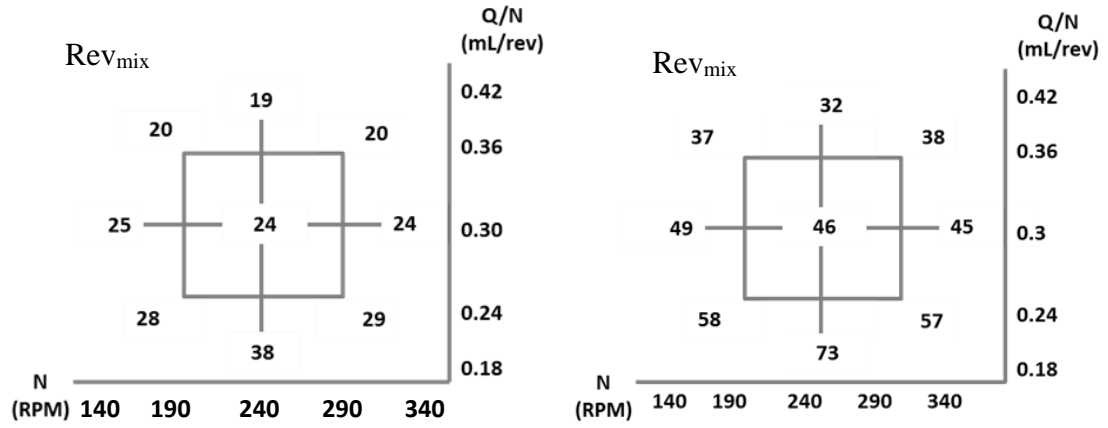 Q/N
(mL/rev)
Rev_mix
0.42
19
20
20
0.36
25
24
24
0.30
28
29
0.24
38
0.18
N
(RPM)
140 190 240 290 340
Q/N
(mL/rev)
Rev_mix
0.42
32
37
38
0.36
49
46
45
0.3
58
57
0.24
73
0.18
N
(RPM)
140 190 240 290 340